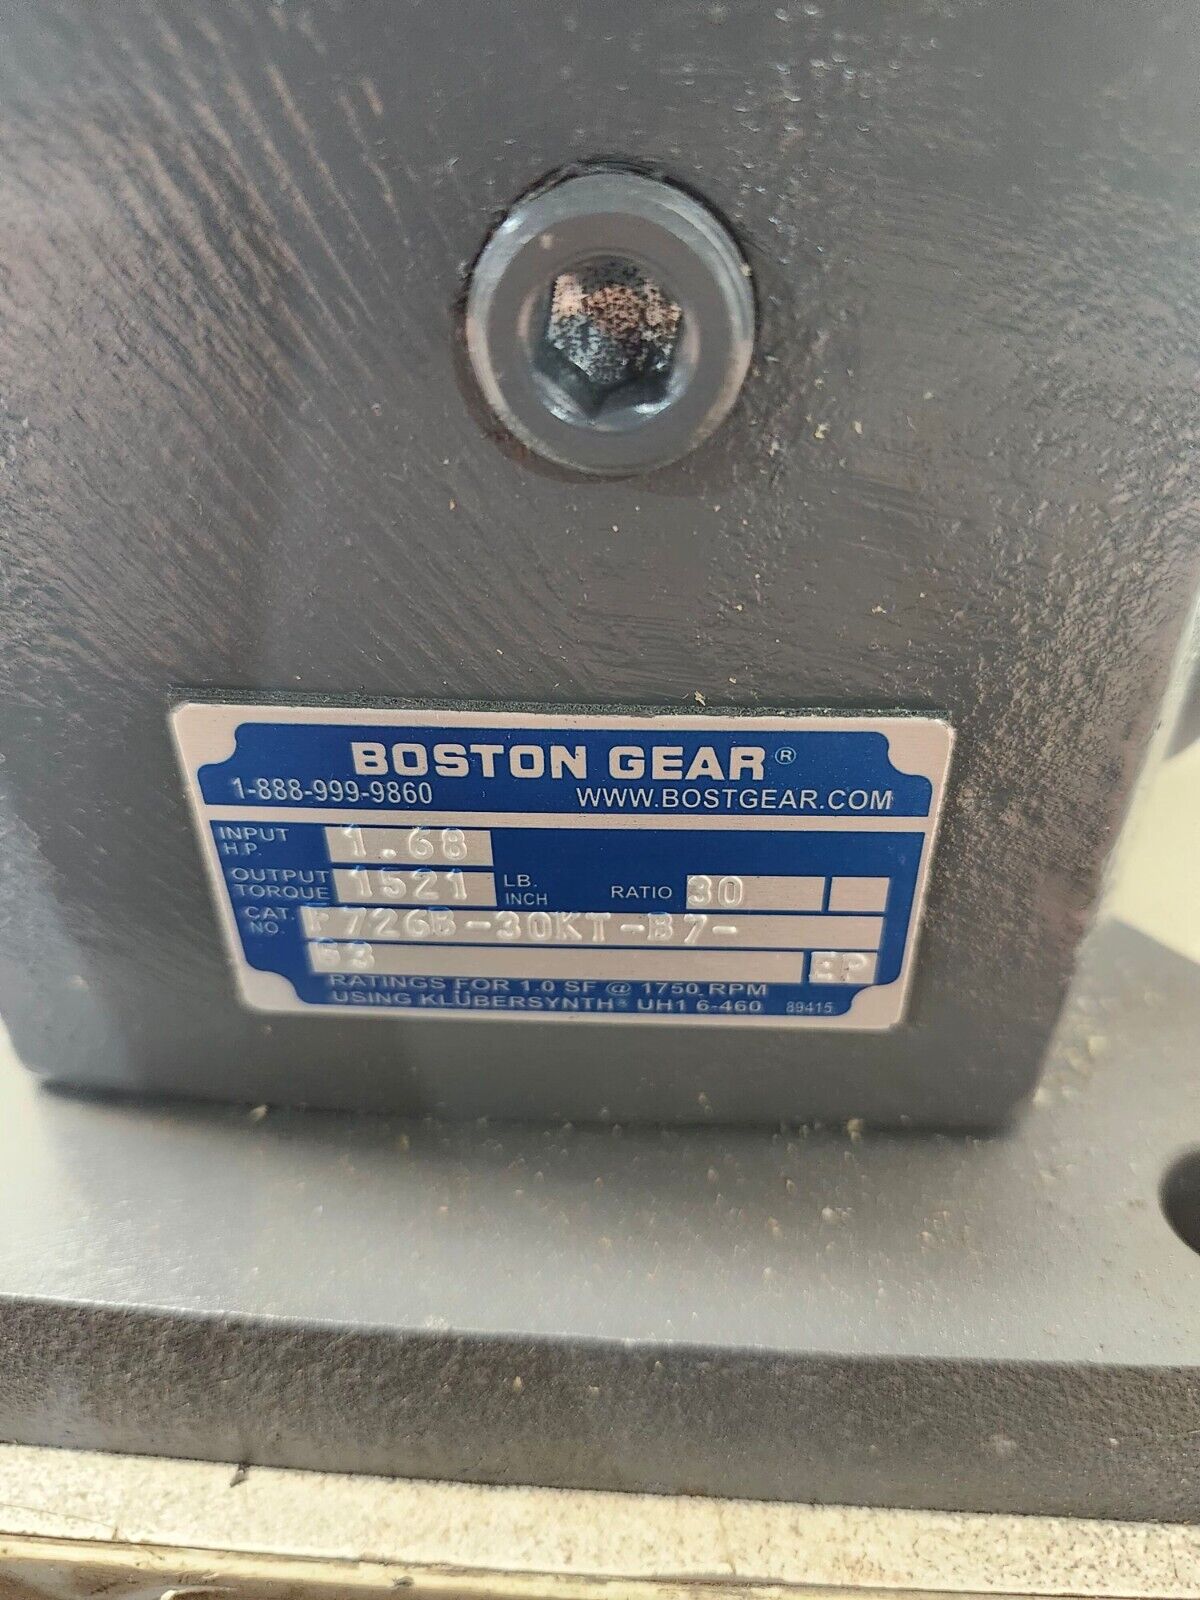 BOSTON GEAR®
1-888-999-9860 WWW.BOSTGEAR.COM
INPUT H.P. 1.68
OUTPUT TORQUE 1521 LB. INCH RATIO 30
CAT. NO. F726B-30KT-B7-
G3 EP
RATINGS FOR 1.0 SF @ 1750 RPM
USING KLÜBERSYNTH® UH1 6-460 89415